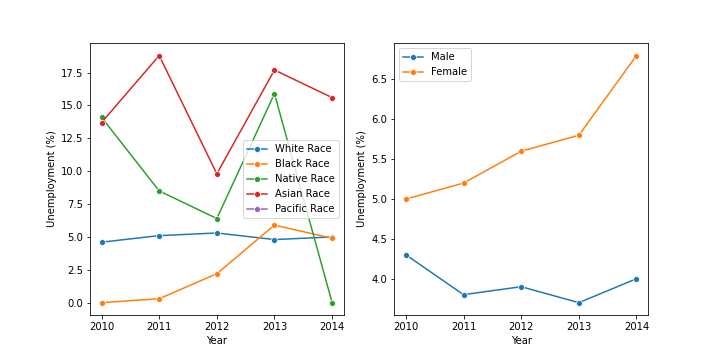 Unemployment (%)
17.5
15.0
12.5
10.0
7.5
5.0
2.5
0.0
2010 2011 2012 2013 2014
Year
White Race
Black Race
Native Race
Asian Race
Pacific Race
Unemployment (%)
6.5
6.0
5.5
5.0
4.5
4.0
2010 2011 2012 2013 2014
Year
Male
Female